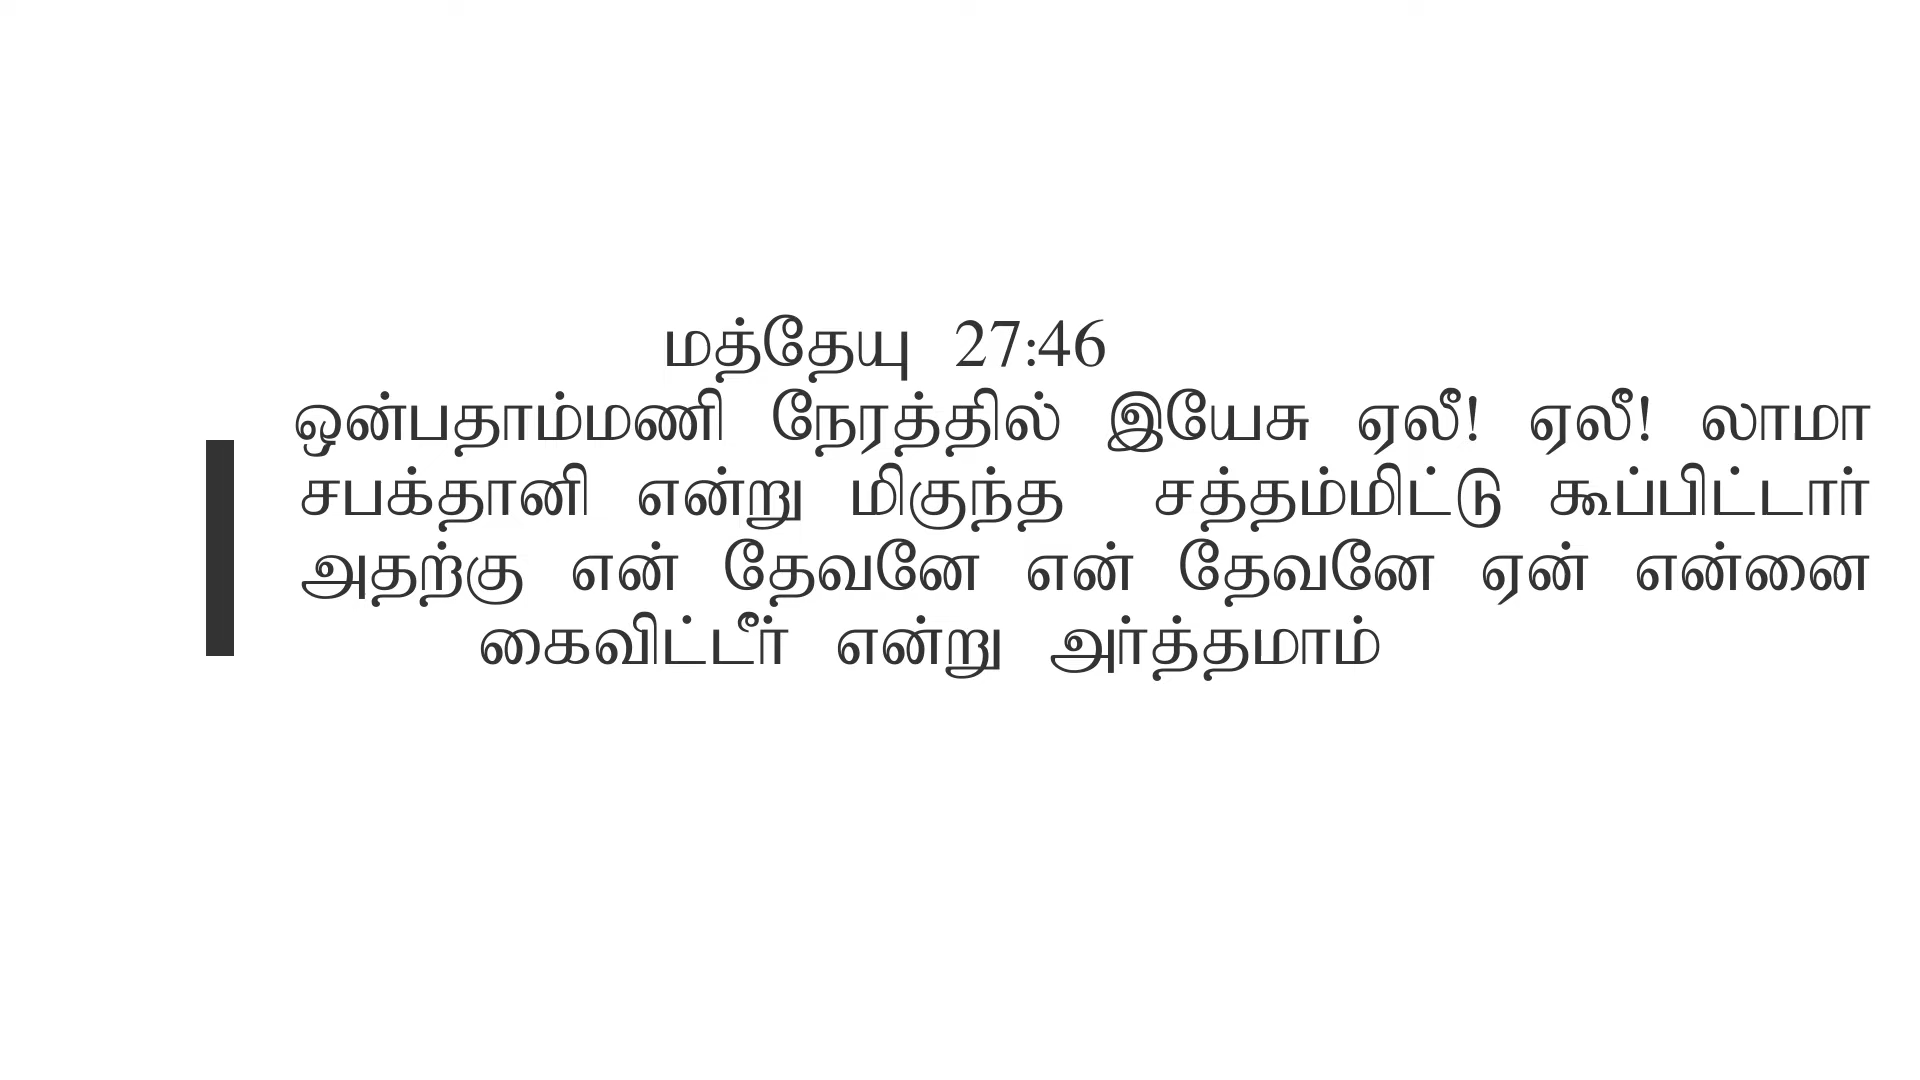 மத்தேயு 27:46
ஒன்பதாம்மணி நேரத்தில் இயேசு ஏலீ! ஏலீ! லாமா
சபக்தானி என்று மிகுந்த சத்தம்மிட்டு கூப்பிட்டார்
அதற்கு என் தேவனே என் தேவனே ஏன் என்னை
கைவிட்டீர் என்று அர்த்தமாம்